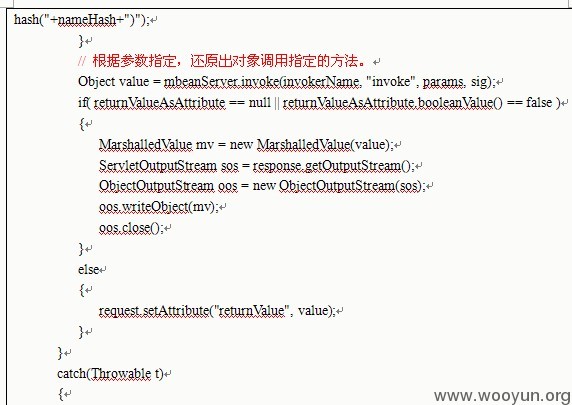 hash("+nameHash+")");
}
// 根据参数指定，还原出对象调用指定的方法。
Object value = mbeanServer.invoke(invokerName, "invoke", params, sig);
if( returnValueAsAttribute == null || returnValueAsAttribute.booleanValue() == false )
{
MarshalledValue mv = new MarshalledValue(value);
ServletOutputStream sos = response.getOutputStream();
ObjectOutputStream oos = new ObjectOutputStream(sos);
oos.writeObject(mv);
oos.close();
}
else
{
request.setAttribute("returnValue", value);
}
}
catch(Throwable t)
{
www.wooyun.org